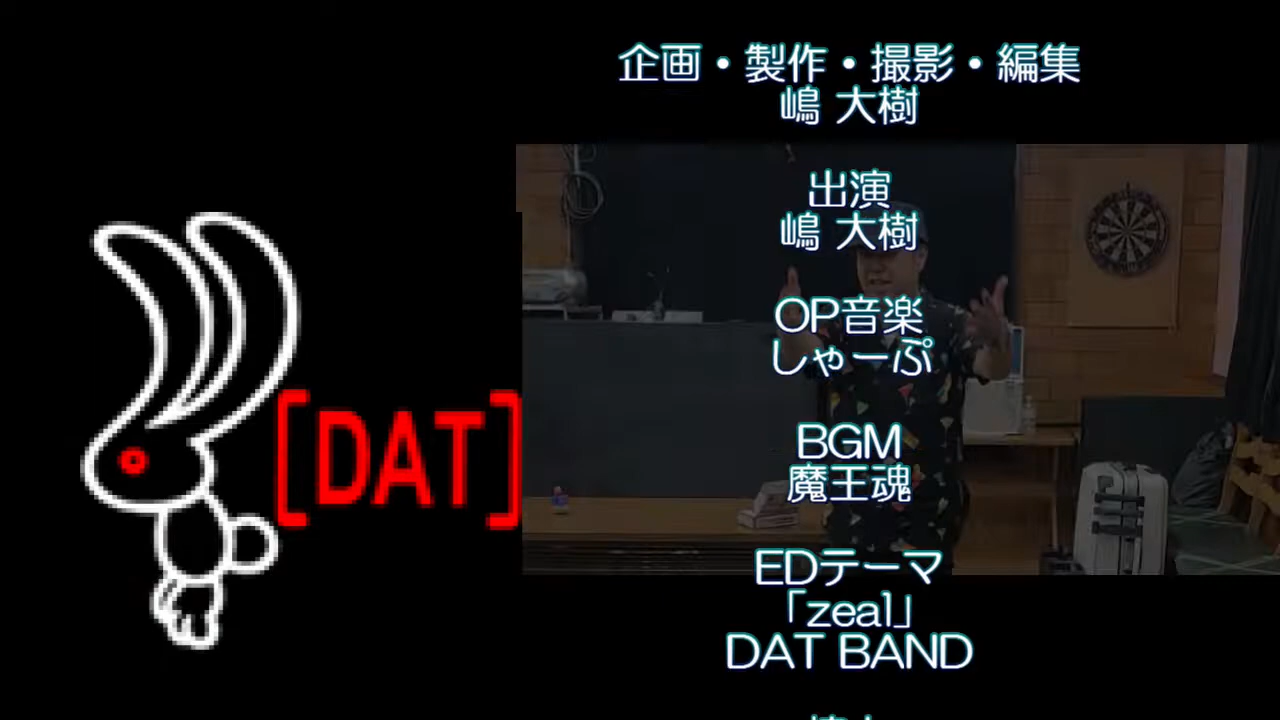 企画・製作・撮影・編集
嶋 大樹
出演
嶋 大樹
OP音楽
しゃーぷ
BGM
魔王魂
[DAT]
EDテーマ
「zeal」
DAT BAND